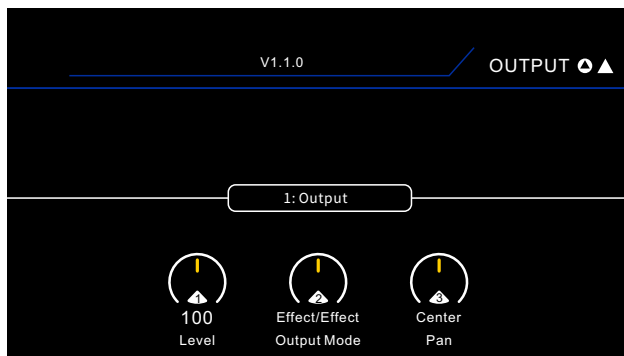 V1.1.0
OUTPUT
1: Output
1
2
3
100
Effect/Effect
Center
Level
Output Mode
Pan